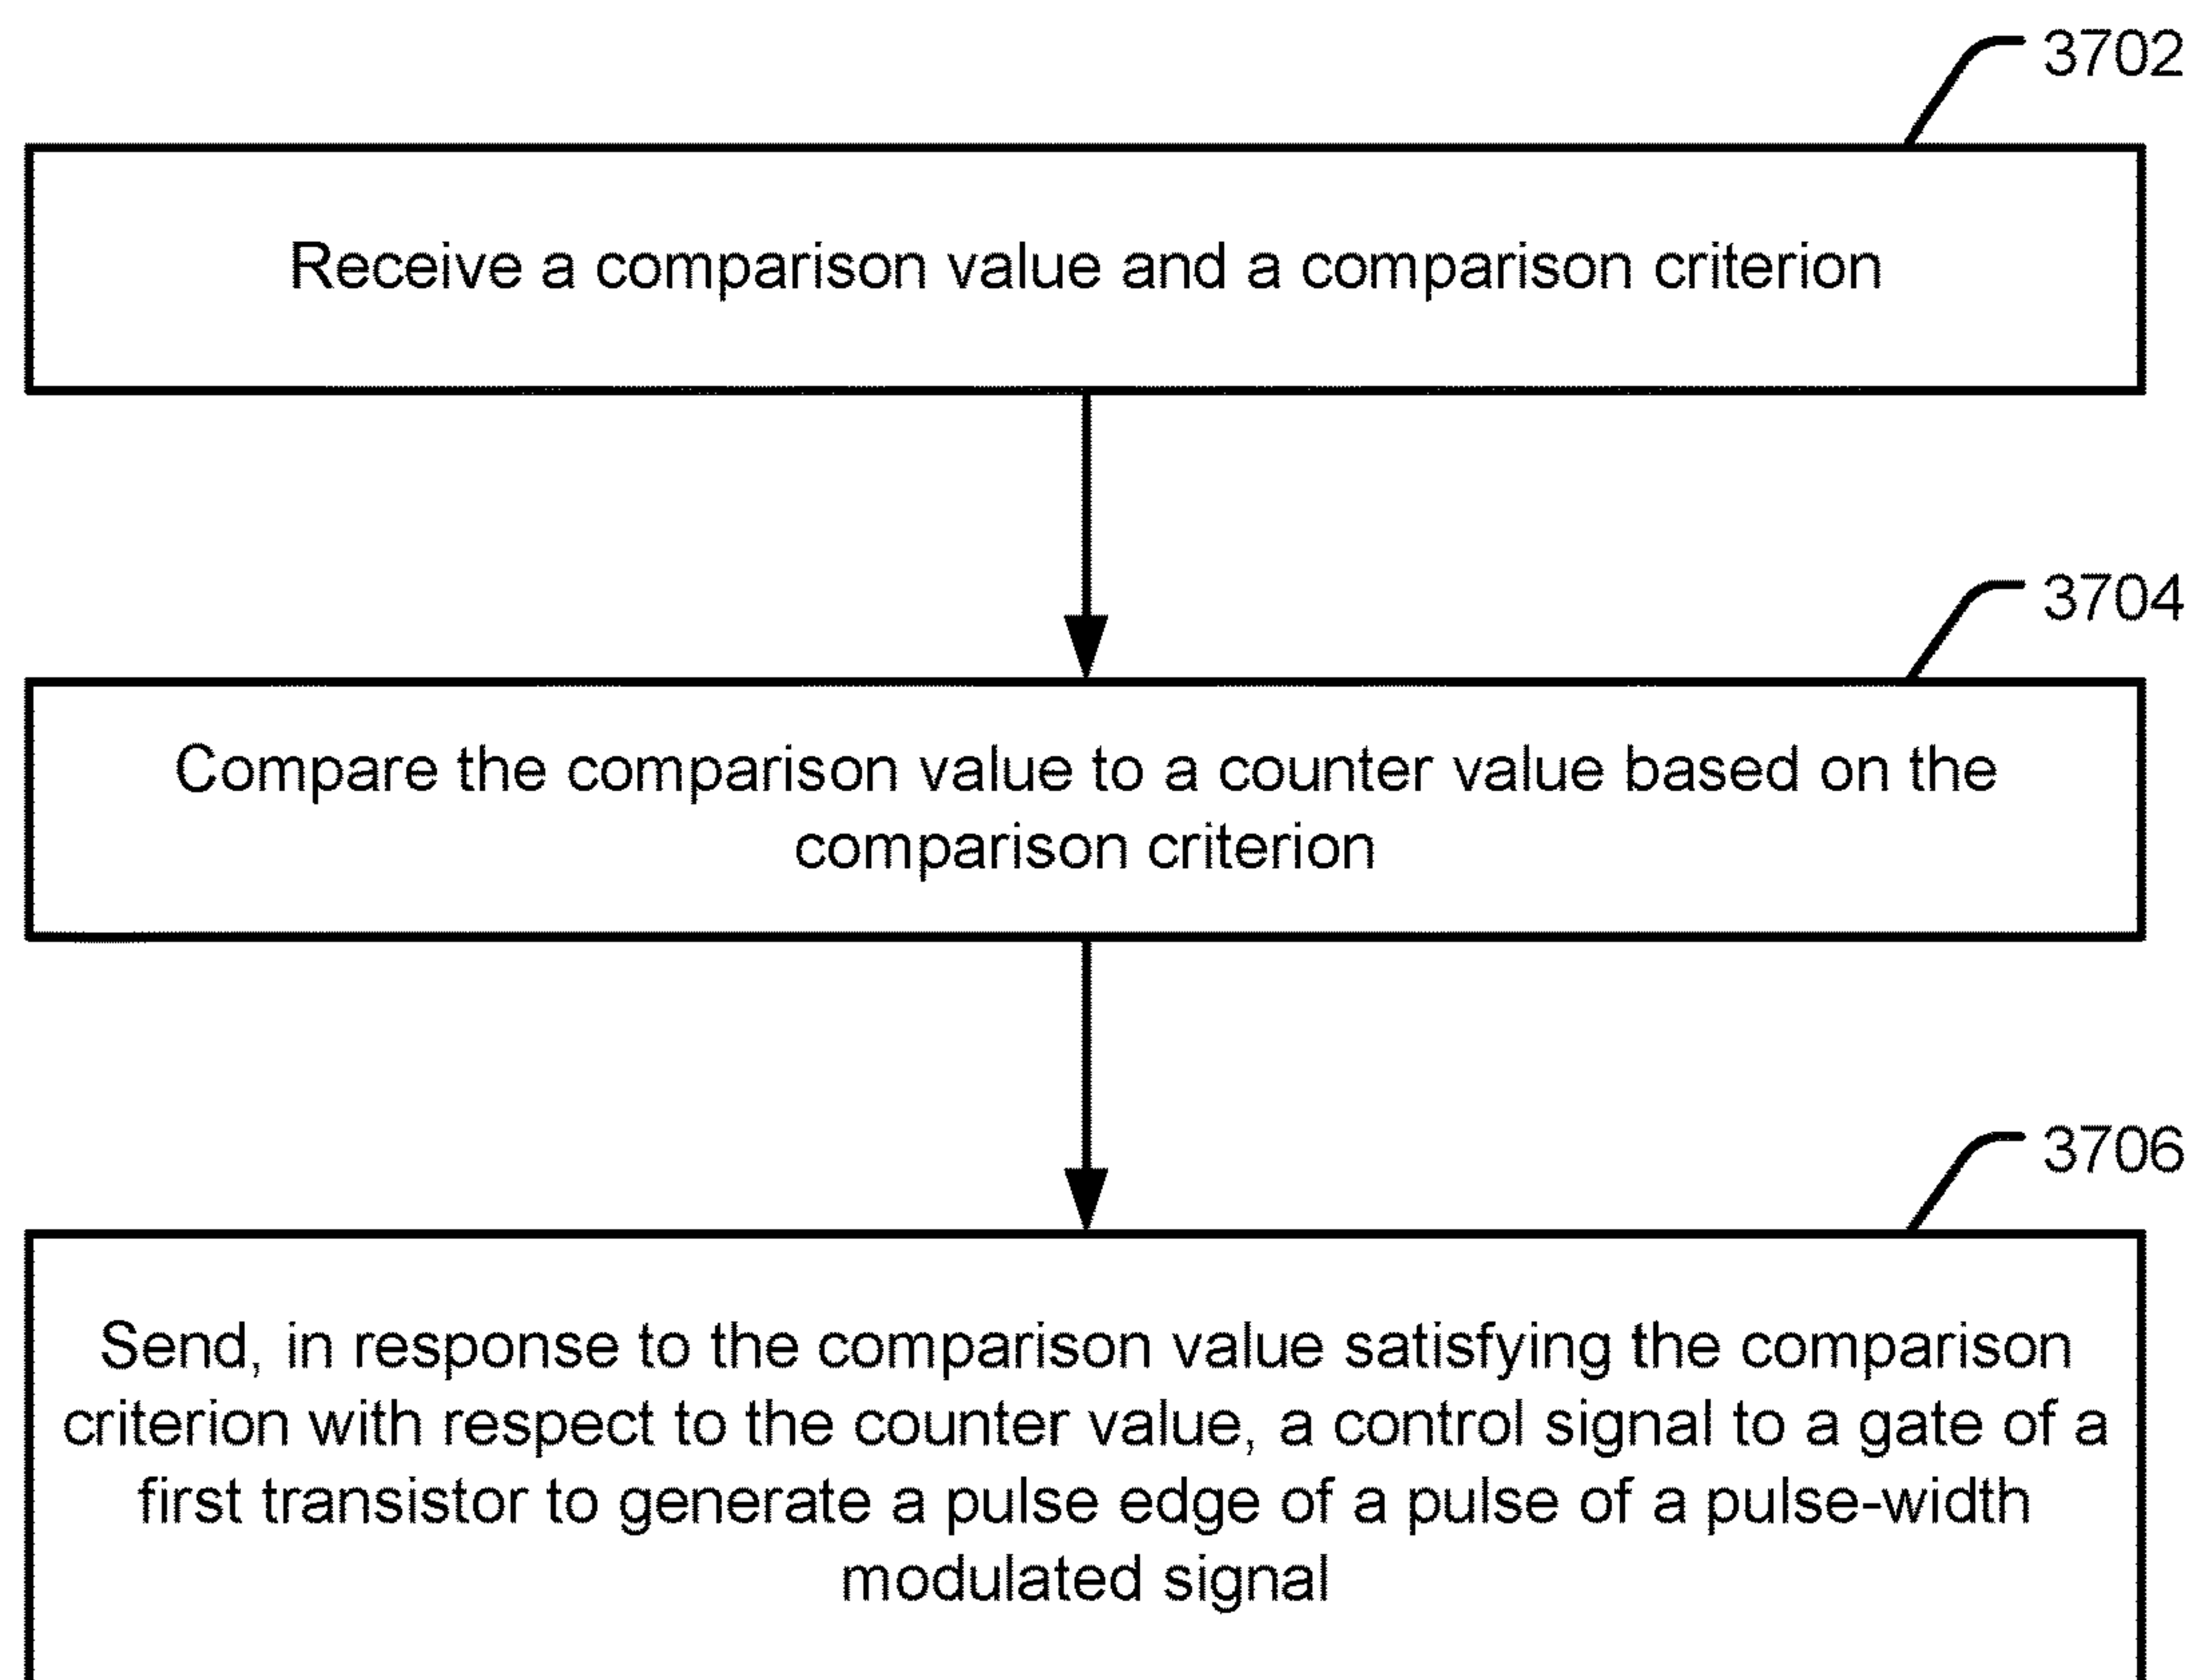 3702
Receive a comparison value and a comparison criterion
3704
Compare the comparison value to a counter value based on the
comparison criterion
3706
Send, in response to the comparison value satisfying the comparison
criterion with respect to the counter value, a control signal to a gate of a
first transistor to generate a pulse edge of a pulse of a pulse-width
modulated signal